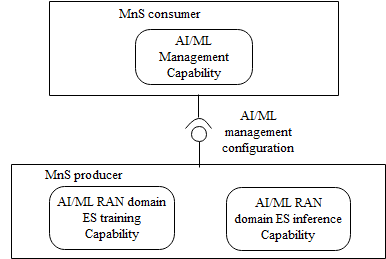 MnS consumer
AI/ML
Management
Capability
AI/ML
management
configuration
MnS producer
AI/ML RAN domain
ES training
Capability
AI/ML RAN
domain ES inference
Capability